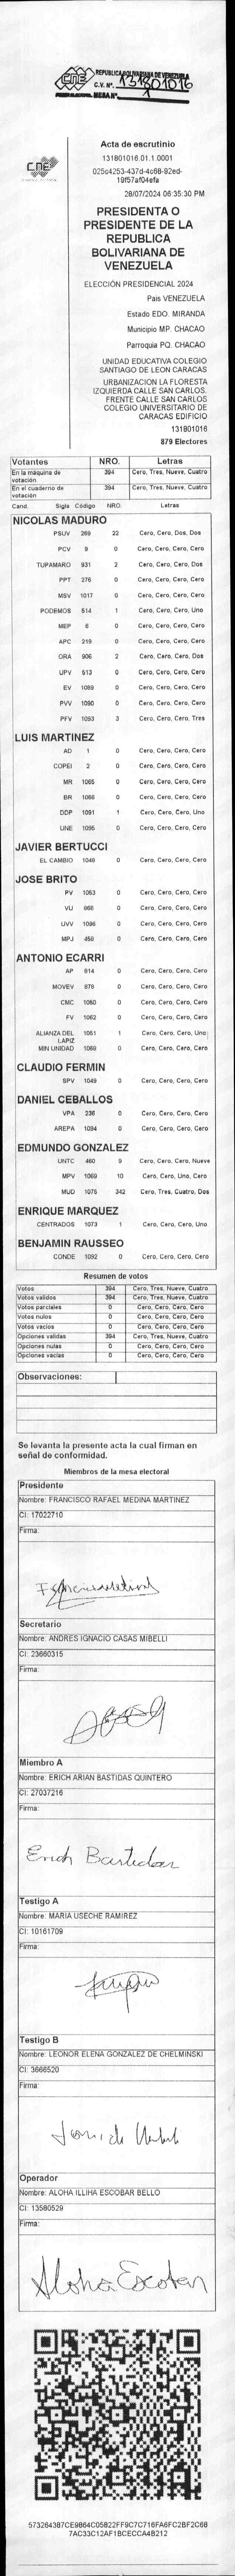 CNE REPUBLICA BOLIVARIANA DE VENEZUELA
C.V. Nº. 131801016
MESA Nº. 1
CNE
Acta de escrutinio
131801016.01.1.0001
025c4253-437d-4c68-92ed-
19f57af04efa
28/07/2024 06:35:30 PM
PRESIDENTA O
PRESIDENTE DE LA
REPUBLICA
BOLIVARIANA DE
VENEZUELA
ELECCIÓN PRESIDENCIAL 2024
Pais VENEZUELA
Estado EDO. MIRANDA
Municipio MP. CHACAO
Parroquia PQ. CHACAO
UNIDAD EDUCATIVA COLEGIO
SANTIAGO DE LEON CARACAS
URBANIZACION LA FLORESTA
IZQUIERDA CALLE SAN CARLOS.
FRENTE CALLE SAN CARLOS
COLEGIO UNIVERSITARIO DE
CARACAS EDIFICIO
131801016
879 Electores
Votantes NRO. Letras
En la máquina de votación. 394 Cero, Tres, Nueve, Cuatro
En el cuaderno de votación 394 Cero, Tres, Nueve, Cuatro
Cand. Sigla Código NRO. Letras
NICOLAS MADURO
PSUV 269 22 Cero, Cero, Dos, Dos
PCV 9 0 Cero, Cero, Cero, Cero
TUPAMARO 931 2 Cero, Cero, Cero, Dos
PPT 276 0 Cero, Cero, Cero, Cero
MSV 1017 0 Cero, Cero, Cero, Cero
PODEMOS 514 1 Cero, Cero, Cero, Uno
MEP 6 0 Cero, Cero, Cero, Cero
APC 219 0 Cero, Cero, Cero, Cero
ORA 906 2 Cero, Cero, Cero, Dos
UPV 513 0 Cero, Cero, Cero, Cero
EV 1089 0 Cero, Cero, Cero, Cero
PVV 1090 0 Cero, Cero, Cero, Cero
PFV 1093 3 Cero, Cero, Cero, Tres
LUIS MARTINEZ
AD 1 0 Cero, Cero, Cero, Cero
COPEI 2 0 Cero, Cero, Cero, Cero
MR 1065 0 Cero, Cero, Cero, Cero
BR 1066 0 Cero, Cero, Cero, Cero
DDP 1091 1 Cero, Cero, Cero, Uno
UNE 1095 0 Cero, Cero, Cero, Cero
JAVIER BERTUCCI
EL CAMBIO 1048 0 Cero, Cero, Cero, Cero
JOSE BRITO
PV 1053 0 Cero, Cero, Cero, Cero
VU 868 0 Cero, Cero, Cero, Cero
UVV 1096 0 Cero, Cero, Cero, Cero
MPJ 459 0 Cero, Cero, Cero, Cero
ANTONIO ECARRI
AP 814 0 Cero, Cero, Cero, Cero
MOVEV 878 0 Cero, Cero, Cero, Cero
CMC 1050 0 Cero, Cero, Cero, Cero
FV 1062 0 Cero, Cero, Cero, Cero
ALIANZA DEL LAPIZ 1051 1 Cero, Cero, Cero, Uno
MIN UNIDAD 1068 0 Cero, Cero, Cero, Cero
CLAUDIO FERMIN
SPV 1049 0 Cero, Cero, Cero, Cero
DANIEL CEBALLOS
VPA 236 0 Cero, Cero, Cero, Cero
AREPA 1094 0 Cero, Cero, Cero, Cero
EDMUNDO GONZALEZ
UNTC 460 9 Cero, Cero, Cero, Nueve
MPV 1069 10 Cero, Cero, Uno, Cero
MUD 1075 342 Cero, Tres, Cuatro, Dos
ENRIQUE MARQUEZ
CENTRADOS 1073 1 Cero, Cero, Cero, Uno
BENJAMIN RAUSSEO
CONDE 1092 0 Cero, Cero, Cero, Cero
Resumen de votos
Votos 394 Cero, Tres, Nueve, Cuatro
Votos validos 394 Cero, Tres, Nueve, Cuatro
Votos parciales 0 Cero, Cero, Cero, Cero
Votos nulos 0 Cero, Cero, Cero, Cero
Votos vacios 0 Cero, Cero, Cero, Cero
Opciones validas 394 Cero, Tres, Nueve, Cuatro
Opciones nulas 0 Cero, Cero, Cero, Cero
Opciones vacías 0 Cero, Cero, Cero, Cero
Observaciones:
Se levanta la presente acta la cual firman en
señal de conformidad.
Miembros de la mesa electoral
Presidente
Nombre: FRANCISCO RAFAEL MEDINA MARTINEZ
CI: 17022710
Firma:
Secretario
Nombre: ANDRES IGNACIO CASAS MIBELLI
CI: 23660315
Firma:
Miembro A
Nombre: ERICH ARIAN BASTIDAS QUINTERO
CI: 27037216
Firma:
Erich Bastidas
Testigo A
Nombre: MARIA USECHE RAMIREZ
CI: 10161709
Firma:
Testigo B
Nombre: LEONOR ELENA GONZALEZ DE CHELMINSKI
CI: 3666520
Firma:
Operador
Nombre: ALOHA ILLIHA ESCOBAR BELLO
CI: 13580529
Firma:
Aloha Escobar
573264387CE9864C05822FF9C7C716FA6FC2BF2C68
7AC33C12AF1BCECCA4B212